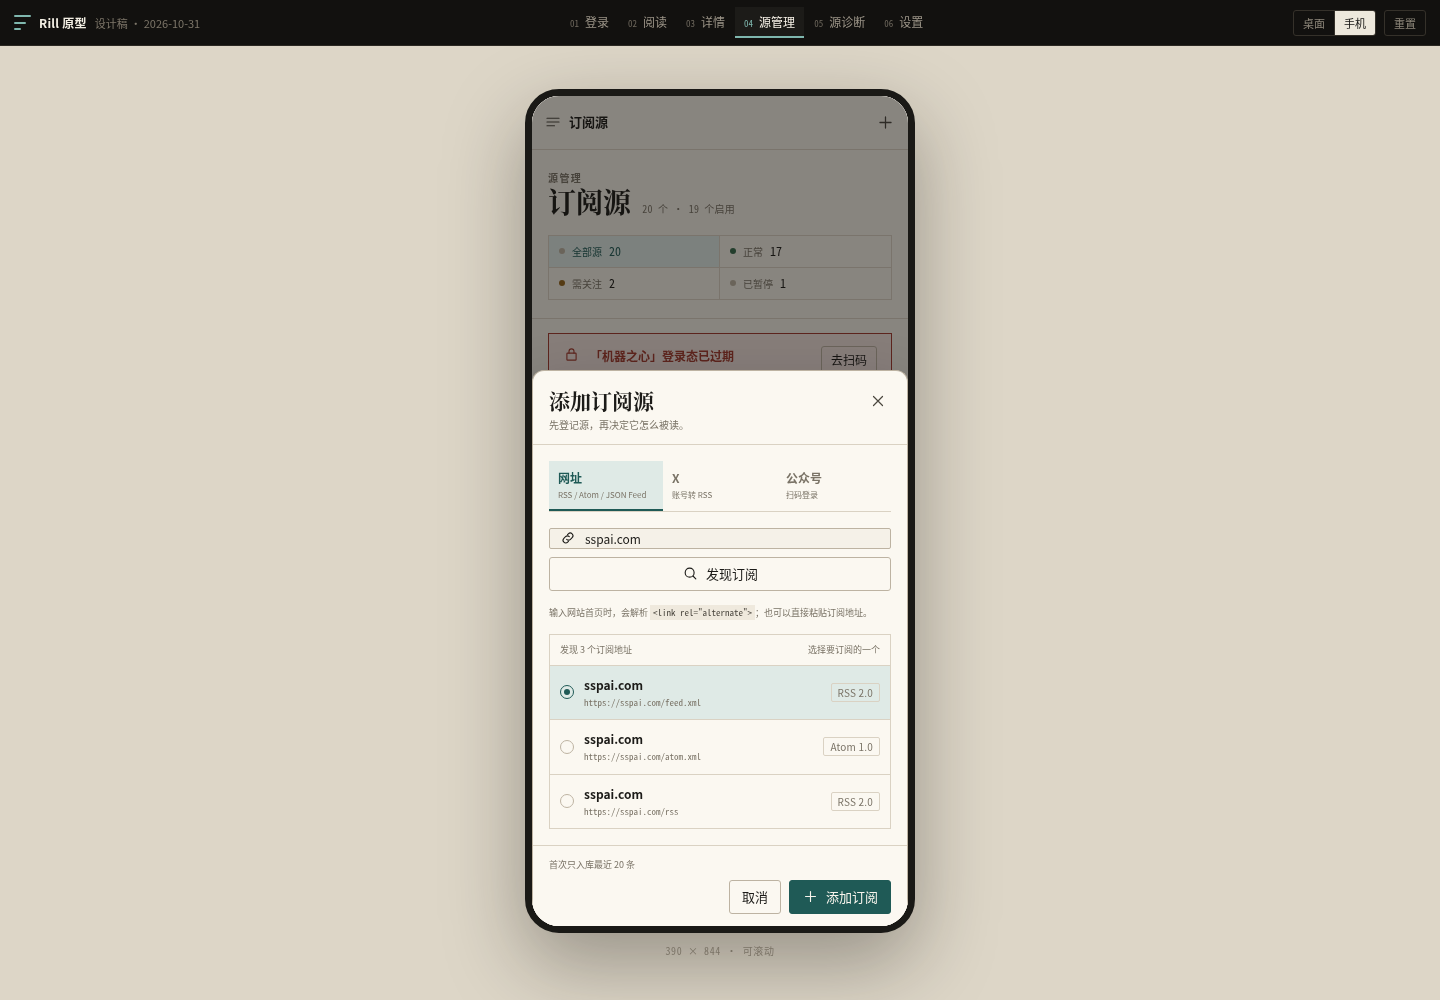 Rill 原型 设计稿 · 2026-10-31
01 登录 02 阅读 03 详情 04 源管理 05 源诊断 06 设置
桌面 手机 重置
订阅源
源管理
订阅源 20 个 · 19 个启用
全部源 20 正常 17
需关注 2 已暂停 1
「机器之心」登录态已过期 去扫码
添加订阅源
先登记源，再决定它怎么被读。
网址 X 公众号
RSS / Atom / JSON Feed 账号转 RSS 扫码登录
sspai.com
发现订阅
输入网站首页时，会解析 <link rel="alternate">；也可以直接粘贴订阅地址。
发现 3 个订阅地址 选择要订阅的一个
sspai.com RSS 2.0
https://sspai.com/feed.xml
sspai.com Atom 1.0
https://sspai.com/atom.xml
sspai.com RSS 2.0
https://sspai.com/rss
首次只入库最近 20 条
取消 添加订阅
390 × 844 · 可滚动